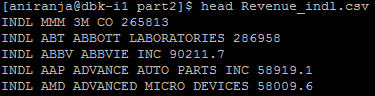 [aniranja@dbk-i1 part2]$ head Revenue_indl.csv
INDL MMM 3M CO 265813
INDL ABT ABBOTT LABORATORIES 286958
INDL ABBV ABBVIE INC 90211.7
INDL AAP ADVANCE AUTO PARTS INC 58919.1
INDL AMD ADVANCED MICRO DEVICES 58009.6